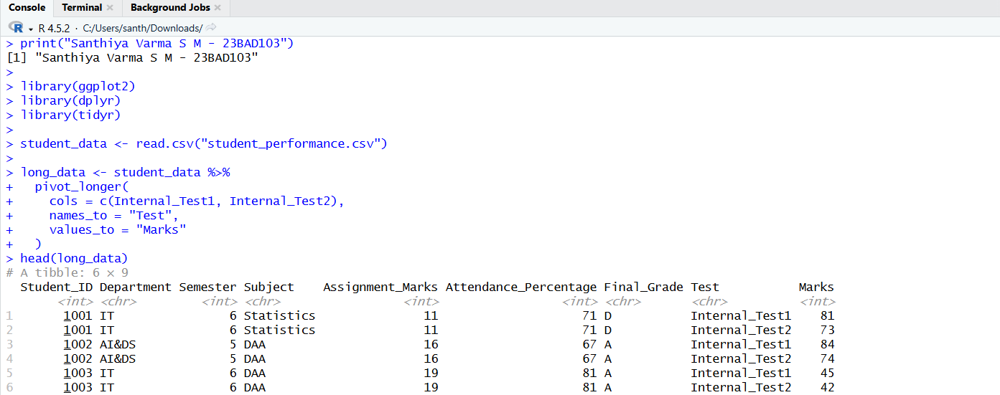 Console Terminal Background Jobs
R 4.5.2 · C:/Users/santh/Downloads/
> print("Santhiya Varma S M - 23BAD103")
[1] "Santhiya Varma S M - 23BAD103"
>
> library(ggplot2)
> library(dplyr)
> library(tidyr)
>
> student_data <- read.csv("student_performance.csv")
>
> long_data <- student_data %>%
+   pivot_longer(
+     cols = c(Internal_Test1, Internal_Test2),
+     names_to = "Test",
+     values_to = "Marks"
+   )
> head(long_data)
# A tibble: 6 × 9
  Student_ID Department Semester Subject    Assignment_Marks Attendance_Percentage Final_Grade Test           Marks
       <int> <chr>         <int> <chr>                 <int>                 <int> <chr>       <chr>          <int>
1       1001 IT                6 Statistics               11                    71 D           Internal_Test1    81
2       1001 IT                6 Statistics               11                    71 D           Internal_Test2    73
3       1002 AI&DS             5 DAA                      16                    67 A           Internal_Test1    84
4       1002 AI&DS             5 DAA                      16                    67 A           Internal_Test2    74
5       1003 IT                6 DAA                      19                    81 A           Internal_Test1    45
6       1003 IT                6 DAA                      19                    81 A           Internal_Test2    42